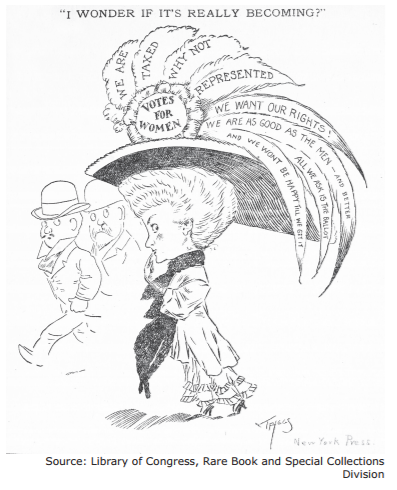 "I WONDER IF IT'S REALLY BECOMING?"
WE ARE
TAXED
WHY NOT
REPRESENTED
VOTES
FOR
WOMEN
WE WANT OUR RIGHTS!
WE ARE AS GOOD AS THE MEN - AND BETTER
ALL WE ASK IS THE BALLOT
AND WE WON'T BE HAPPY TILL WE GET IT
New York Press.
Source: Library of Congress, Rare Book and Special Collections
Division